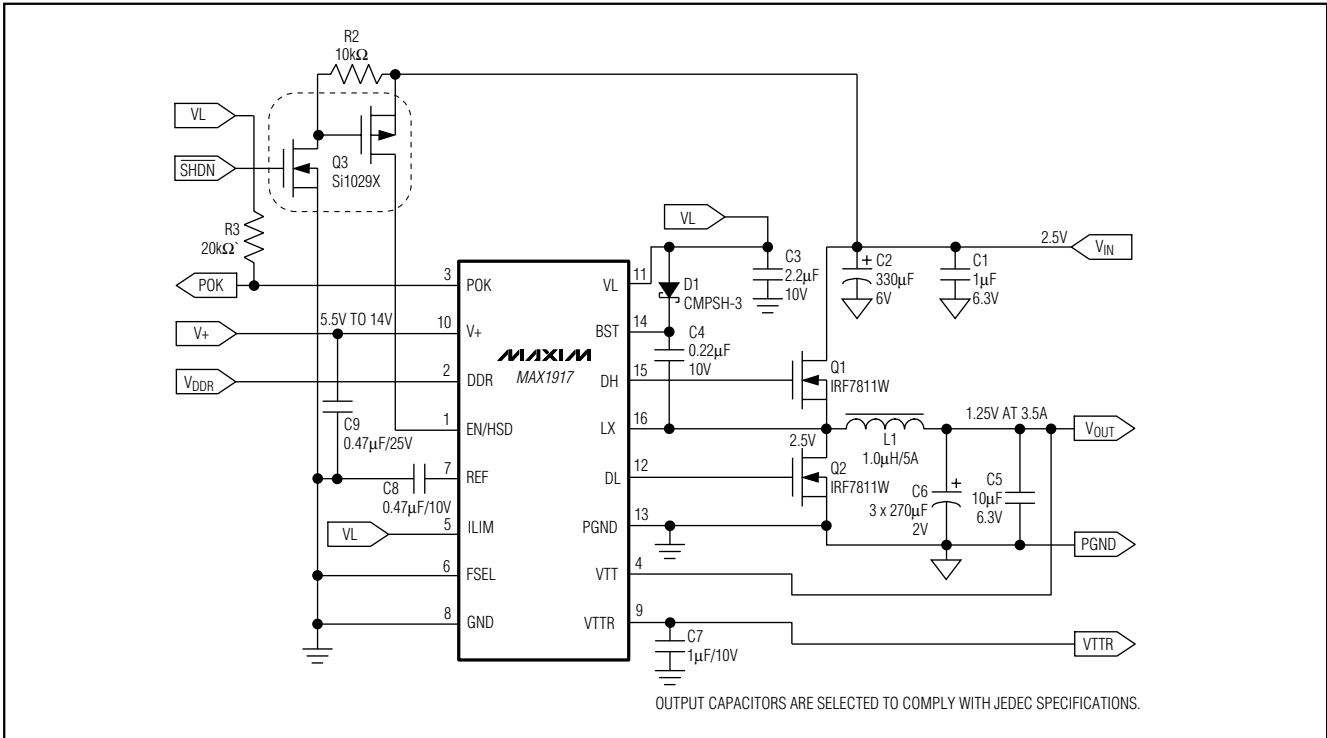 R2
10kΩ
VL
SHDN
Q3
Si1029X
R3
20kΩ`
POK
V+
5.5V TO 14V
VDDR
C9
0.47µF/25V
C8
0.47µF/10V
VL
3
10
2
1
7
5
6
8
POK
V+
DDR
EN/HSD
REF
ILIM
FSEL
GND
MAXIM
MAX1917
VL
BST
DH
LX
DL
PGND
VTT
VTTR
11
14
15
16
12
13
4
9
VL
D1
CMPSH-3
C3
2.2µF
10V
C4
0.22µF
10V
C2
330µF
6V
C1
1µF
6.3V
2.5V
VIN
Q1
IRF7811W
2.5V
L1
1.0µH/5A
1.25V AT 3.5A
VOUT
Q2
IRF7811W
C6
3 x 270µF
2V
C5
10µF
6.3V
PGND
C7
1µF/10V
VTTR
+
+
OUTPUT CAPACITORS ARE SELECTED TO COMPLY WITH JEDEC SPECIFICATIONS.